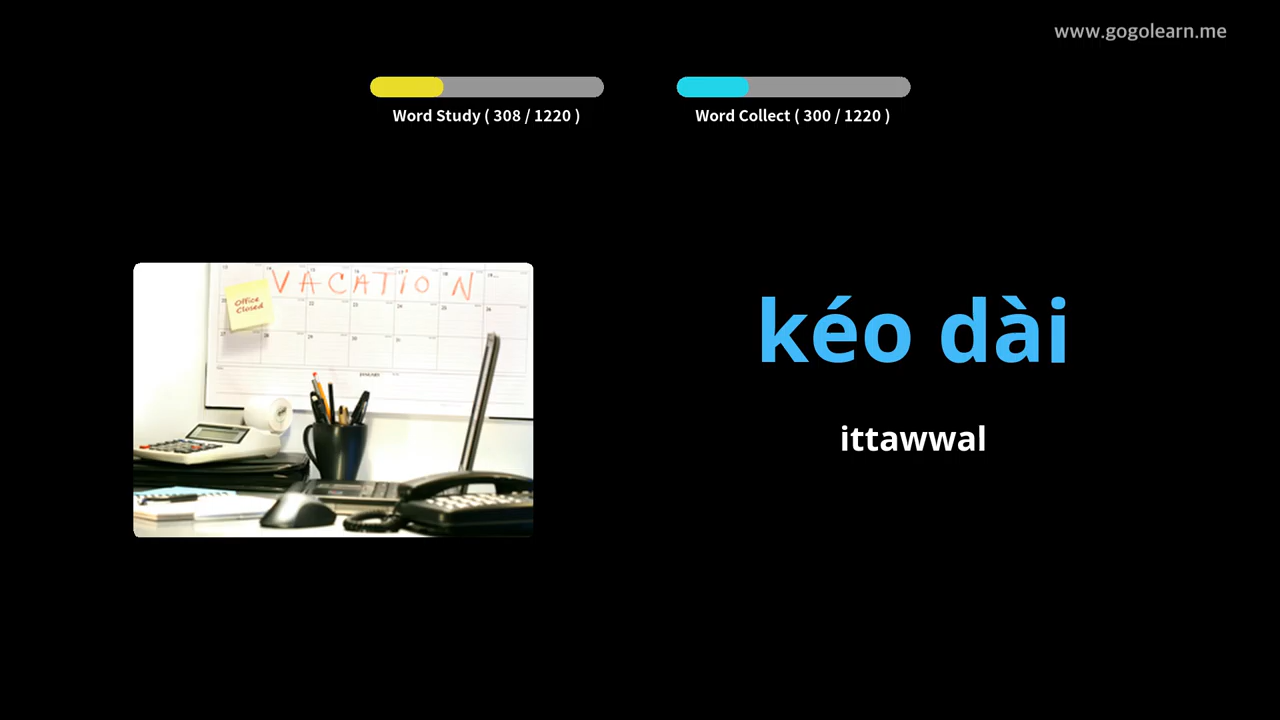 www.gogolearn.me
Word Study ( 308 / 1220 )
Word Collect ( 300 / 1220 )
VACATION
Office
Closed
kéo dài
ittawwal